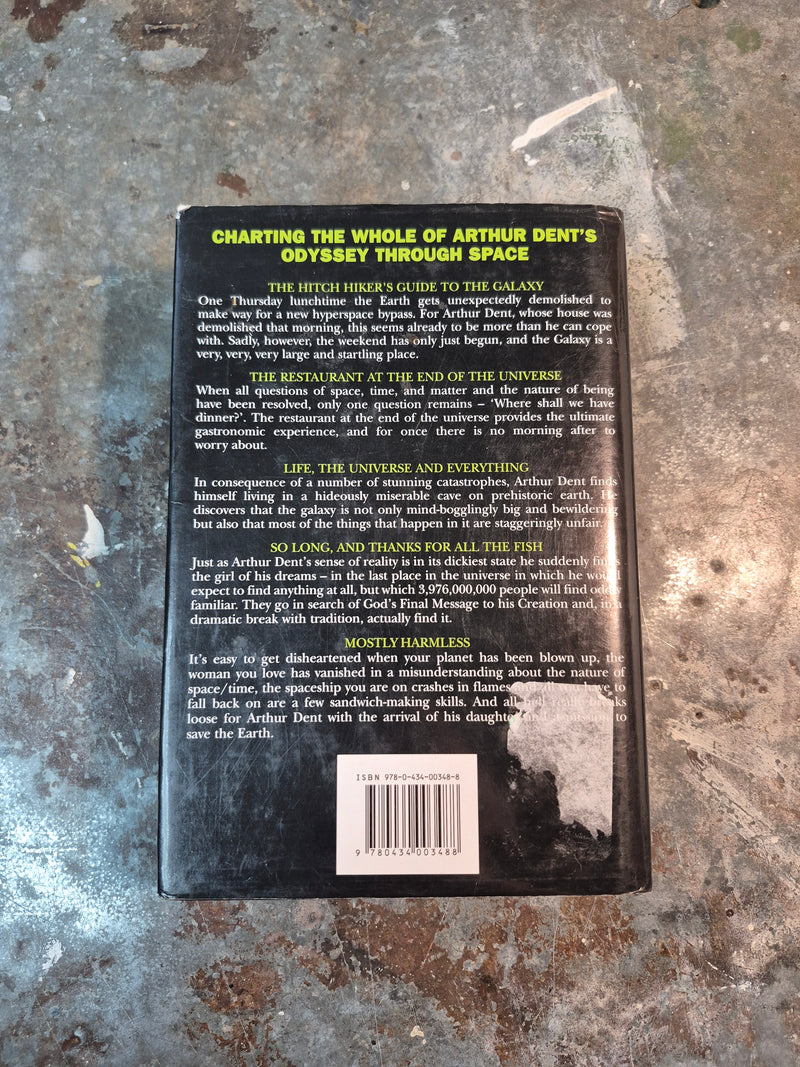 CHARTING THE WHOLE OF ARTHUR DENT'S
ODYSSEY THROUGH SPACE
THE HITCH HIKER'S GUIDE TO THE GALAXY
One Thursday lunchtime the Earth gets unexpectedly demolished to
make way for a new hyperspace bypass. For Arthur Dent, whose house was
demolished that morning, this seems already to be more than he can cope
with. Sadly, however, the weekend has only just begun, and the Galaxy is a
very, very, very large and startling place.
THE RESTAURANT AT THE END OF THE UNIVERSE
When all questions of space, time, and matter and the nature of being
have been resolved, only one question remains – 'Where shall we have
dinner?'. The restaurant at the end of the universe provides the ultimate
gastronomic experience, and for once there is no morning after to
worry about.
LIFE, THE UNIVERSE AND EVERYTHING
In consequence of a number of stunning catastrophes, Arthur Dent finds
himself living in a hideously miserable cave on prehistoric earth. He
discovers that the galaxy is not only mind-bogglingly big and bewildering
but also that most of the things that happen in it are staggeringly unfair.
SO LONG, AND THANKS FOR ALL THE FISH
Just as Arthur Dent's sense of reality is in its dickiest state he suddenly finds
the girl of his dreams – in the last place in the universe in which he would
expect to find anything at all, but which 3,976,000,000 people will find oddly
familiar. They go in search of God's Final Message to his Creation and, in a
dramatic break with tradition, actually find it.
MOSTLY HARMLESS
It's easy to get disheartened when your planet has been blown up, the
woman you love has vanished in a misunderstanding about the nature of
space/time, the spaceship you are on crashes in flames and all you have to
fall back on are a few sandwich-making skills. And all hell really breaks
loose for Arthur Dent with the arrival of his daughter and a mission to
save the Earth.
ISBN 978-0-434-00348-8
9 780434 003488